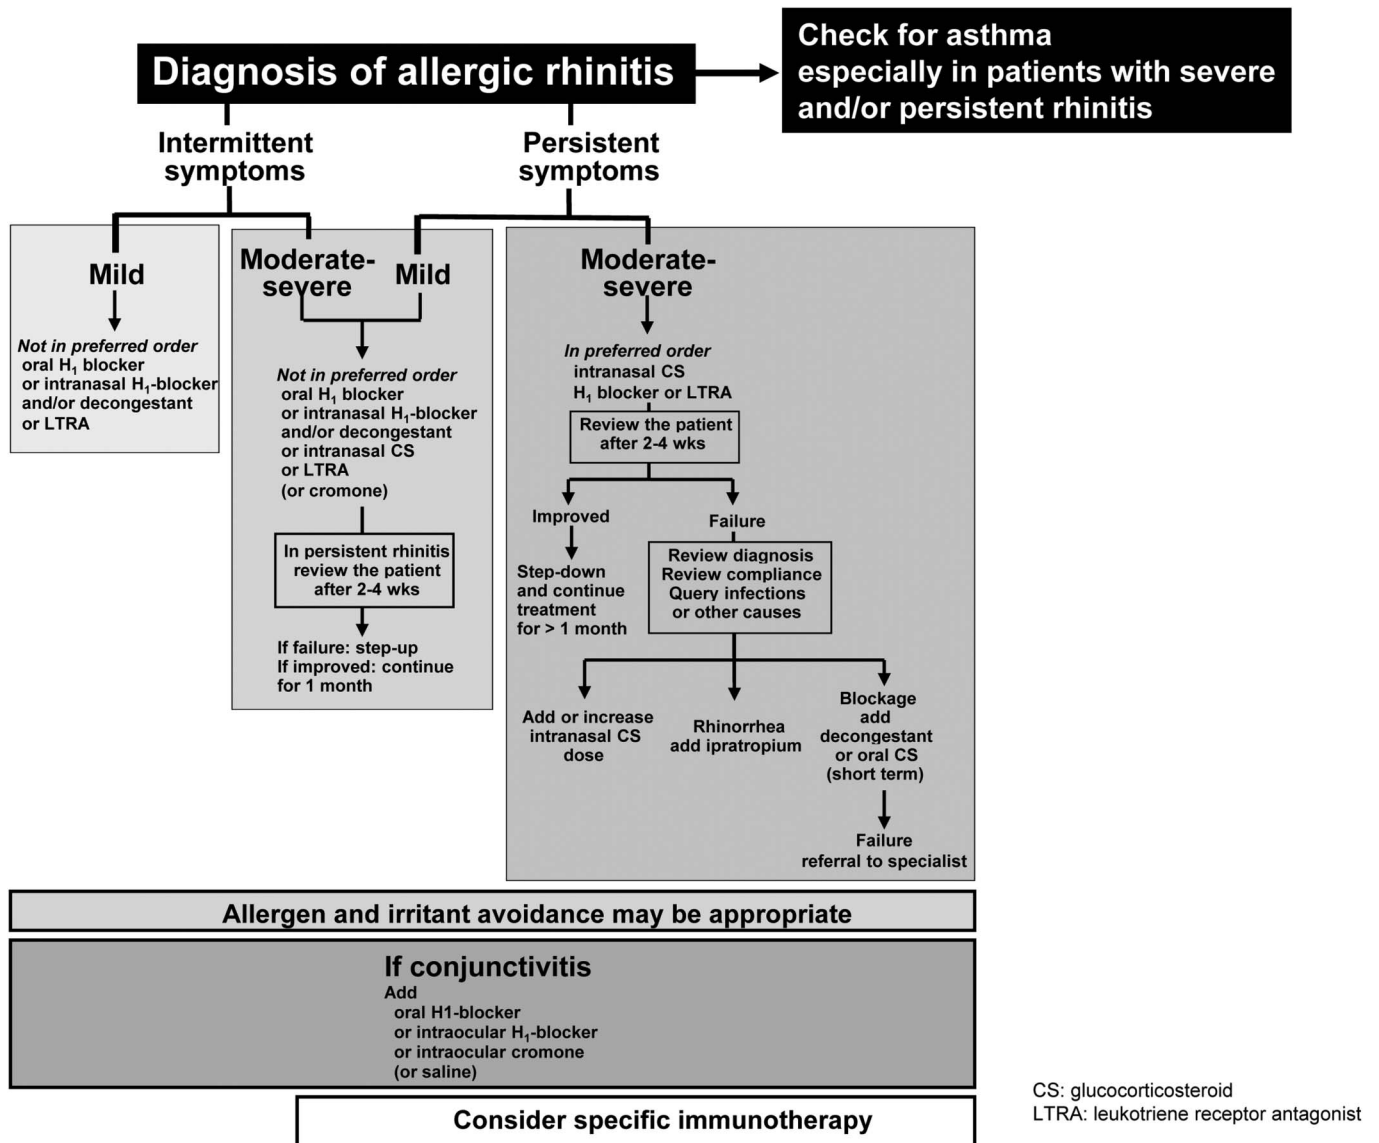 Diagnosis of allergic rhinitis
Check for asthma
especially in patients with severe
and/or persistent rhinitis
Intermittent
symptoms
Persistent
symptoms
Mild
Not in preferred order
oral H₁ blocker
or intranasal H₁-blocker
and/or decongestant
or LTRA
Moderate-
severe
Mild
Not in preferred order
oral H₁ blocker
or intranasal H₁-blocker
and/or decongestant
or intranasal CS
or LTRA
(or cromone)
In persistent rhinitis
review the patient
after 2-4 wks
If failure: step-up
If improved: continue
for 1 month
Moderate-
severe
In preferred order
intranasal CS
H₁ blocker or LTRA
Review the patient
after 2-4 wks
Improved
Step-down
and continue
treatment
for > 1 month
Failure
Review diagnosis
Review compliance
Query infections
or other causes
Add or increase
intranasal CS
dose
Rhinorrhea
add ipratropium
Blockage
add
decongestant
or oral CS
(short term)
Failure
referral to specialist
Allergen and irritant avoidance may be appropriate
If conjunctivitis
Add
oral H1-blocker
or intraocular H₁-blocker
or intraocular cromone
(or saline)
Consider specific immunotherapy
CS: glucocorticosteroid
LTRA: leukotriene receptor antagonist